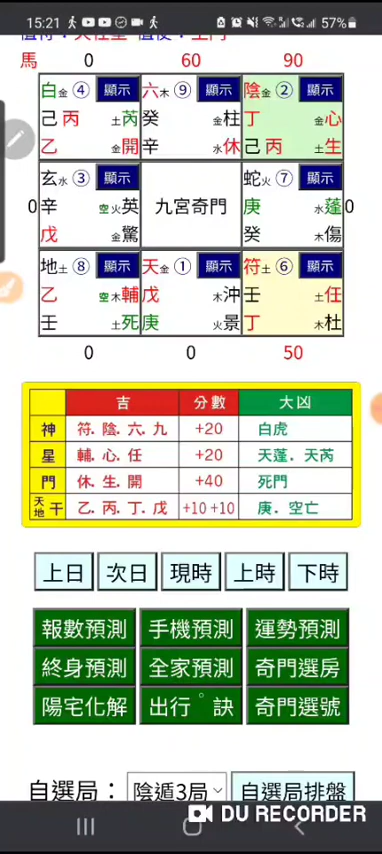 15:21 57%
馬 0 60 90
白金④ 顯示 六木⑨ 顯示 陰金② 顯示
己丙 土芮 癸 金柱 丁 金心
乙 金開 辛 水休 己丙 土生
玄水③ 顯示 九宮奇門 蛇火⑦ 顯示
0 辛 空火英 庚 水蓬 0
戊 金驚 癸 木傷
地土⑧ 顯示 天金① 顯示 符土⑥ 顯示
乙 空木輔 戊 木沖 壬 土任
壬 土死 庚 火景 丁 木杜
0 0 50
吉 分數 大凶
神 符. 陰. 六. 九 +20 白虎
星 輔. 心. 任 +20 天蓬. 天芮
門 休. 生. 開 +40 死門
天地干 乙. 丙. 丁. 戊 +10 +10 庚. 空亡
上日 次日 現時 上時 下時
報數預測 手機預測 運勢預測
終身預測 全家預測 奇門選房
陽宅化解 出行゜訣 奇門選號
自選局： 陰遁3局 自選局排盤
DU RECORDER